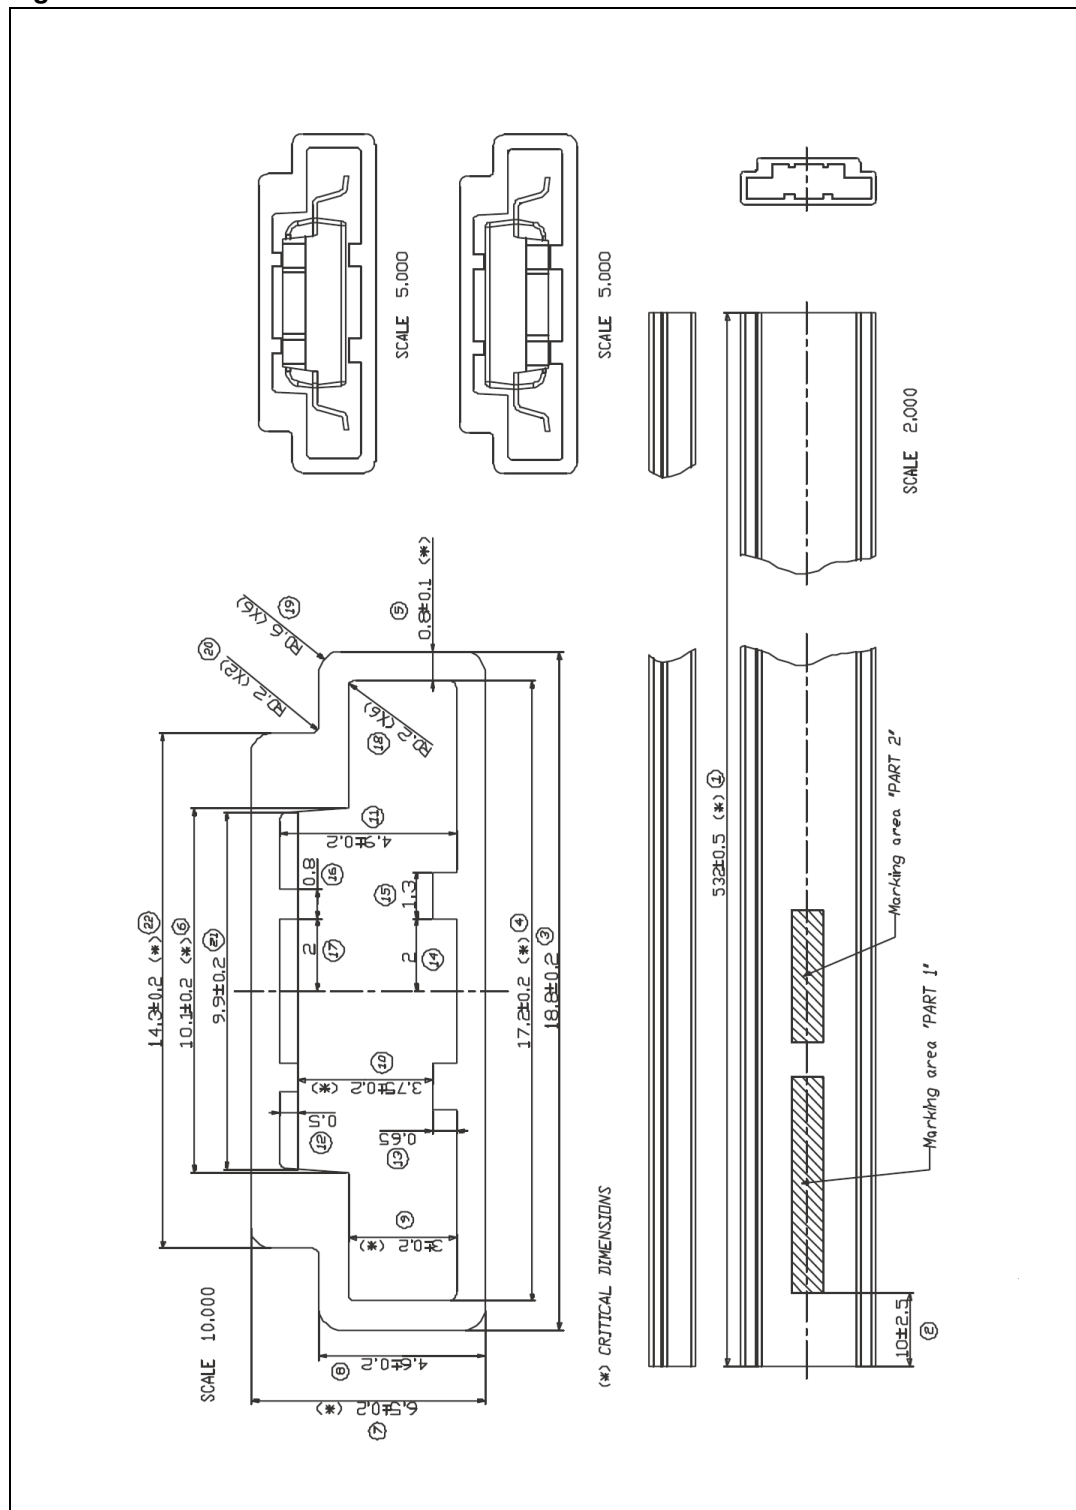 SCALE 5,000
SCALE 5,000
SCALE 2,000
R0,6 (X6) 19
R0,2 (X2) 20
0,8±0,1 (*) 5
R0,2 (X6) 18
14,3±0,2 (*) 22
10,1±0,2 (*) 6
9,9±0,2 21
4,9±0,2 11
0,8 16
1,3 15
2 17
2 14
17,2±0,2 (*) 4
18,8±0,2 3
3,75±0,2 (*) 10
0,5 12
0,65 13
3±0,2 (*) 9
4,6±0,2 8
6,5±0,2 (*) 7
SCALE 10,000
(*) CRITICAL DIMENSIONS
532±0,5 (*) 1
Marking area 'PART 2'
Marking area 'PART 1'
10±2,5 2